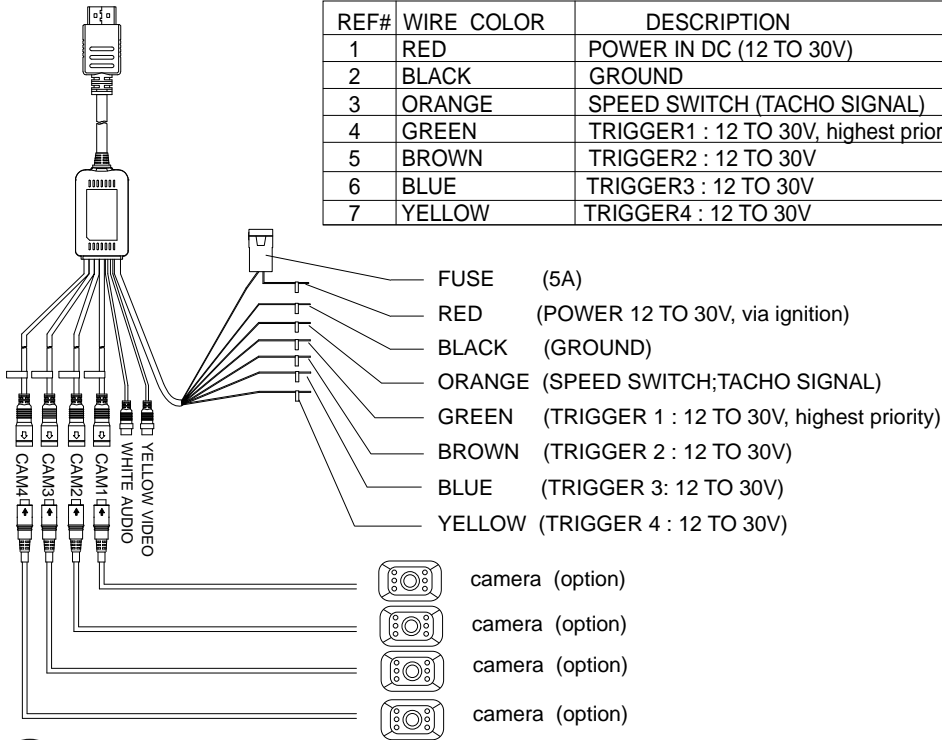 REF# WIRE COLOR DESCRIPTION
1 RED POWER IN DC (12 TO 30V)
2 BLACK GROUND
3 ORANGE SPEED SWITCH (TACHO SIGNAL)
4 GREEN TRIGGER1 : 12 TO 30V, highest prior
5 BROWN TRIGGER2 : 12 TO 30V
6 BLUE TRIGGER3 : 12 TO 30V
7 YELLOW TRIGGER4 : 12 TO 30V
FUSE (5A)
RED (POWER 12 TO 30V, via ignition)
BLACK (GROUND)
ORANGE (SPEED SWITCH;TACHO SIGNAL)
GREEN (TRIGGER 1 : 12 TO 30V, highest priority)
BROWN (TRIGGER 2 : 12 TO 30V)
BLUE (TRIGGER 3: 12 TO 30V)
YELLOW (TRIGGER 4 : 12 TO 30V)
CAM4
CAM3
CAM2
CAM1
WHITE AUDIO
YELLOW VIDEO
camera (option)
camera (option)
camera (option)
camera (option)